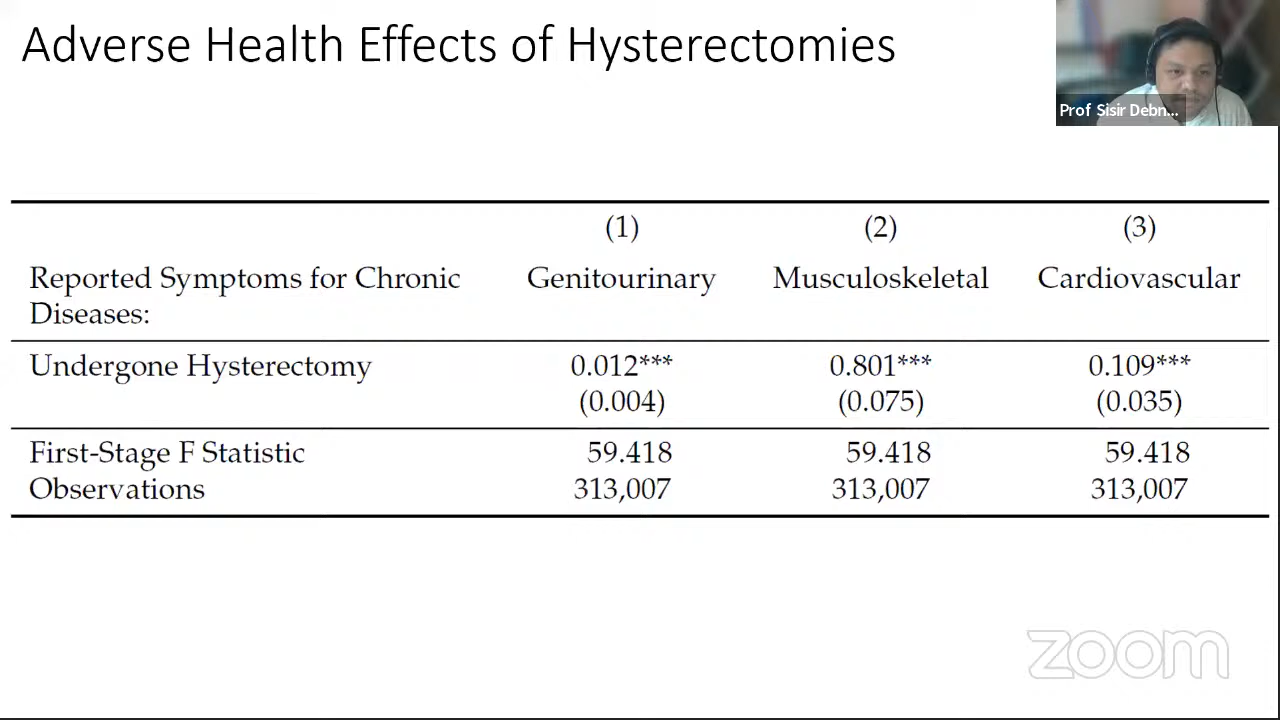 Adverse Health Effects of Hysterectomies
Prof Sisir Debn...
(1) (2) (3)
Reported Symptoms for Chronic Genitourinary Musculoskeletal Cardiovascular
Diseases:
Undergone Hysterectomy 0.012*** 0.801*** 0.109***
(0.004) (0.075) (0.035)
First-Stage F Statistic 59.418 59.418 59.418
Observations 313,007 313,007 313,007
zoom